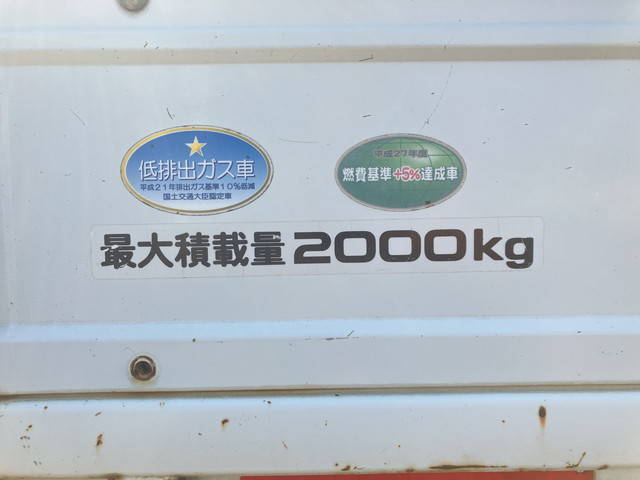 低排出ガス車
平成21年排出ガス基準10%低減
国土交通大臣認定車
平成27年度
燃費基準+5%達成車
最大積載量2000kg